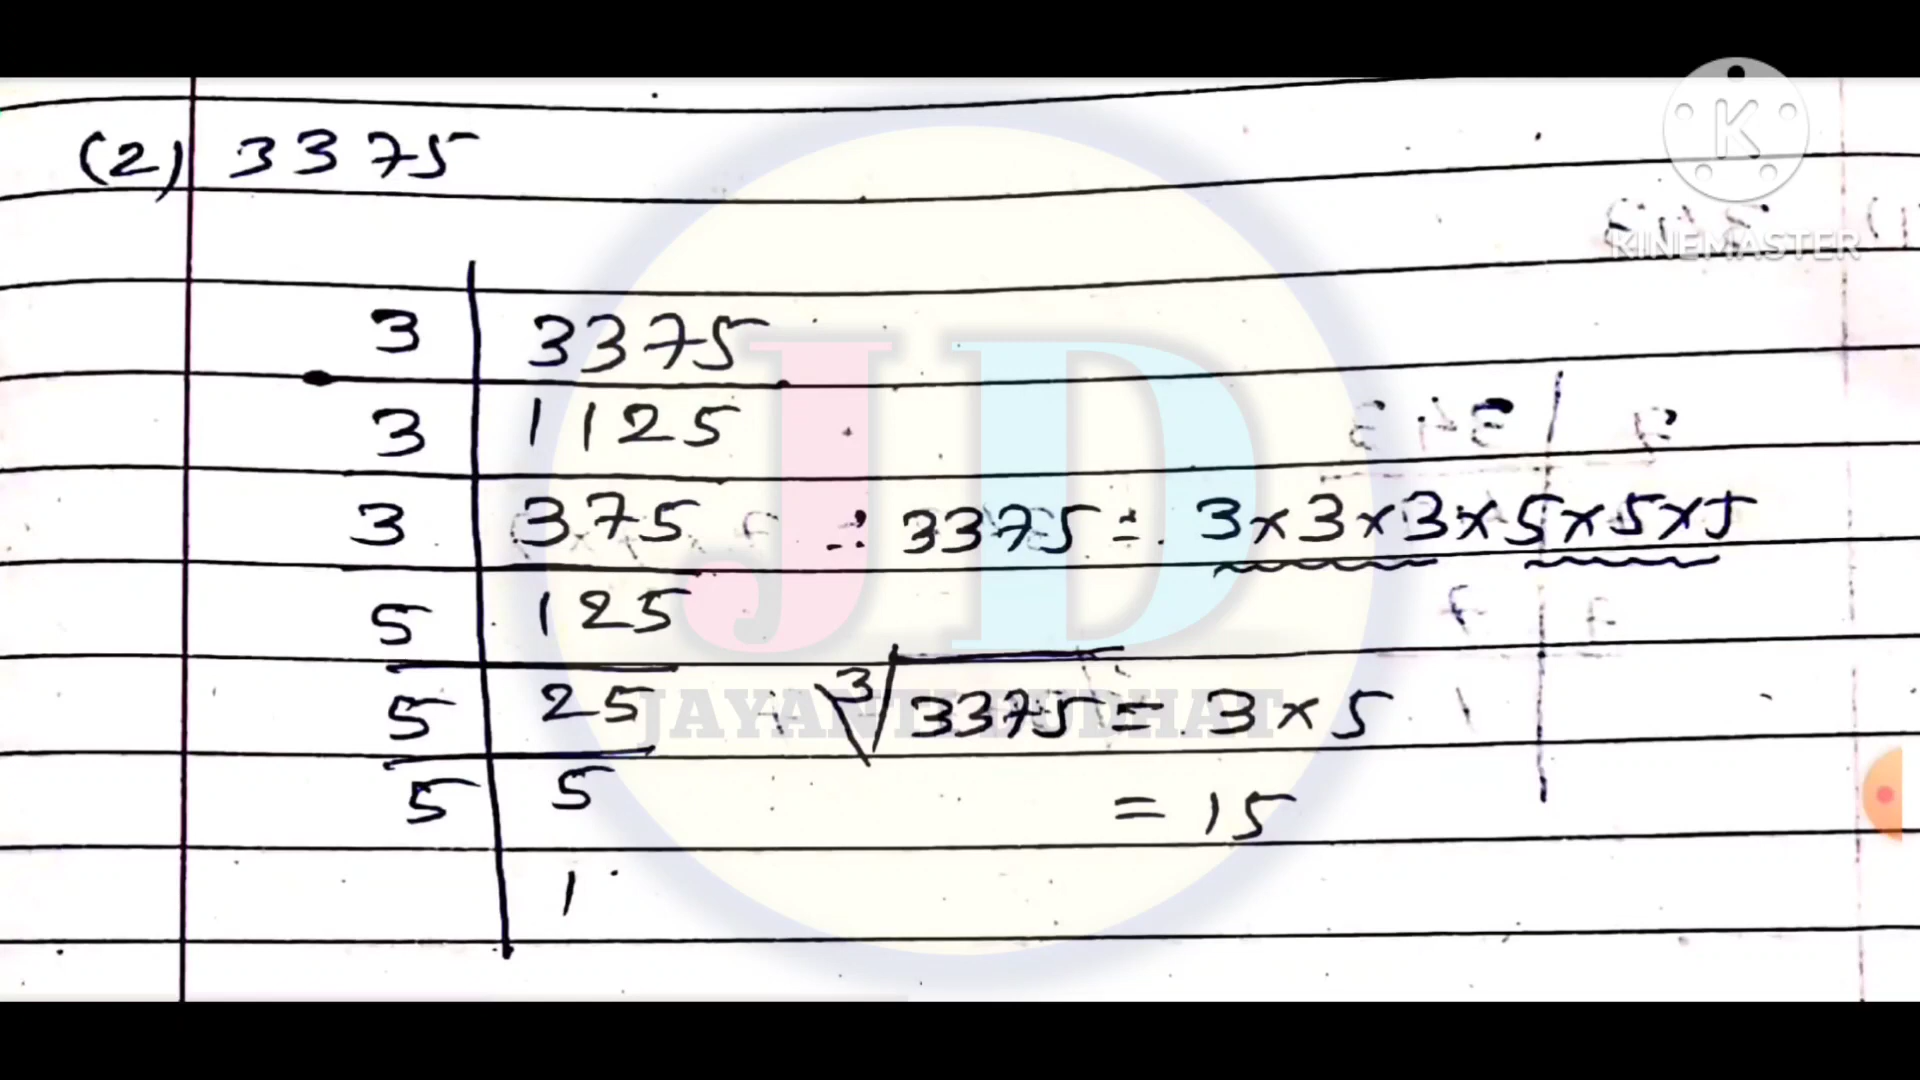 (2) 3375
3 | 3375
3 | 1125
3 | 375
5 | 125
5 | 25
5 | 5
1
∴ 3375 = 3×3×3×5×5×5
∛3375 = 3×5
= 15
JD
KINEMASTER